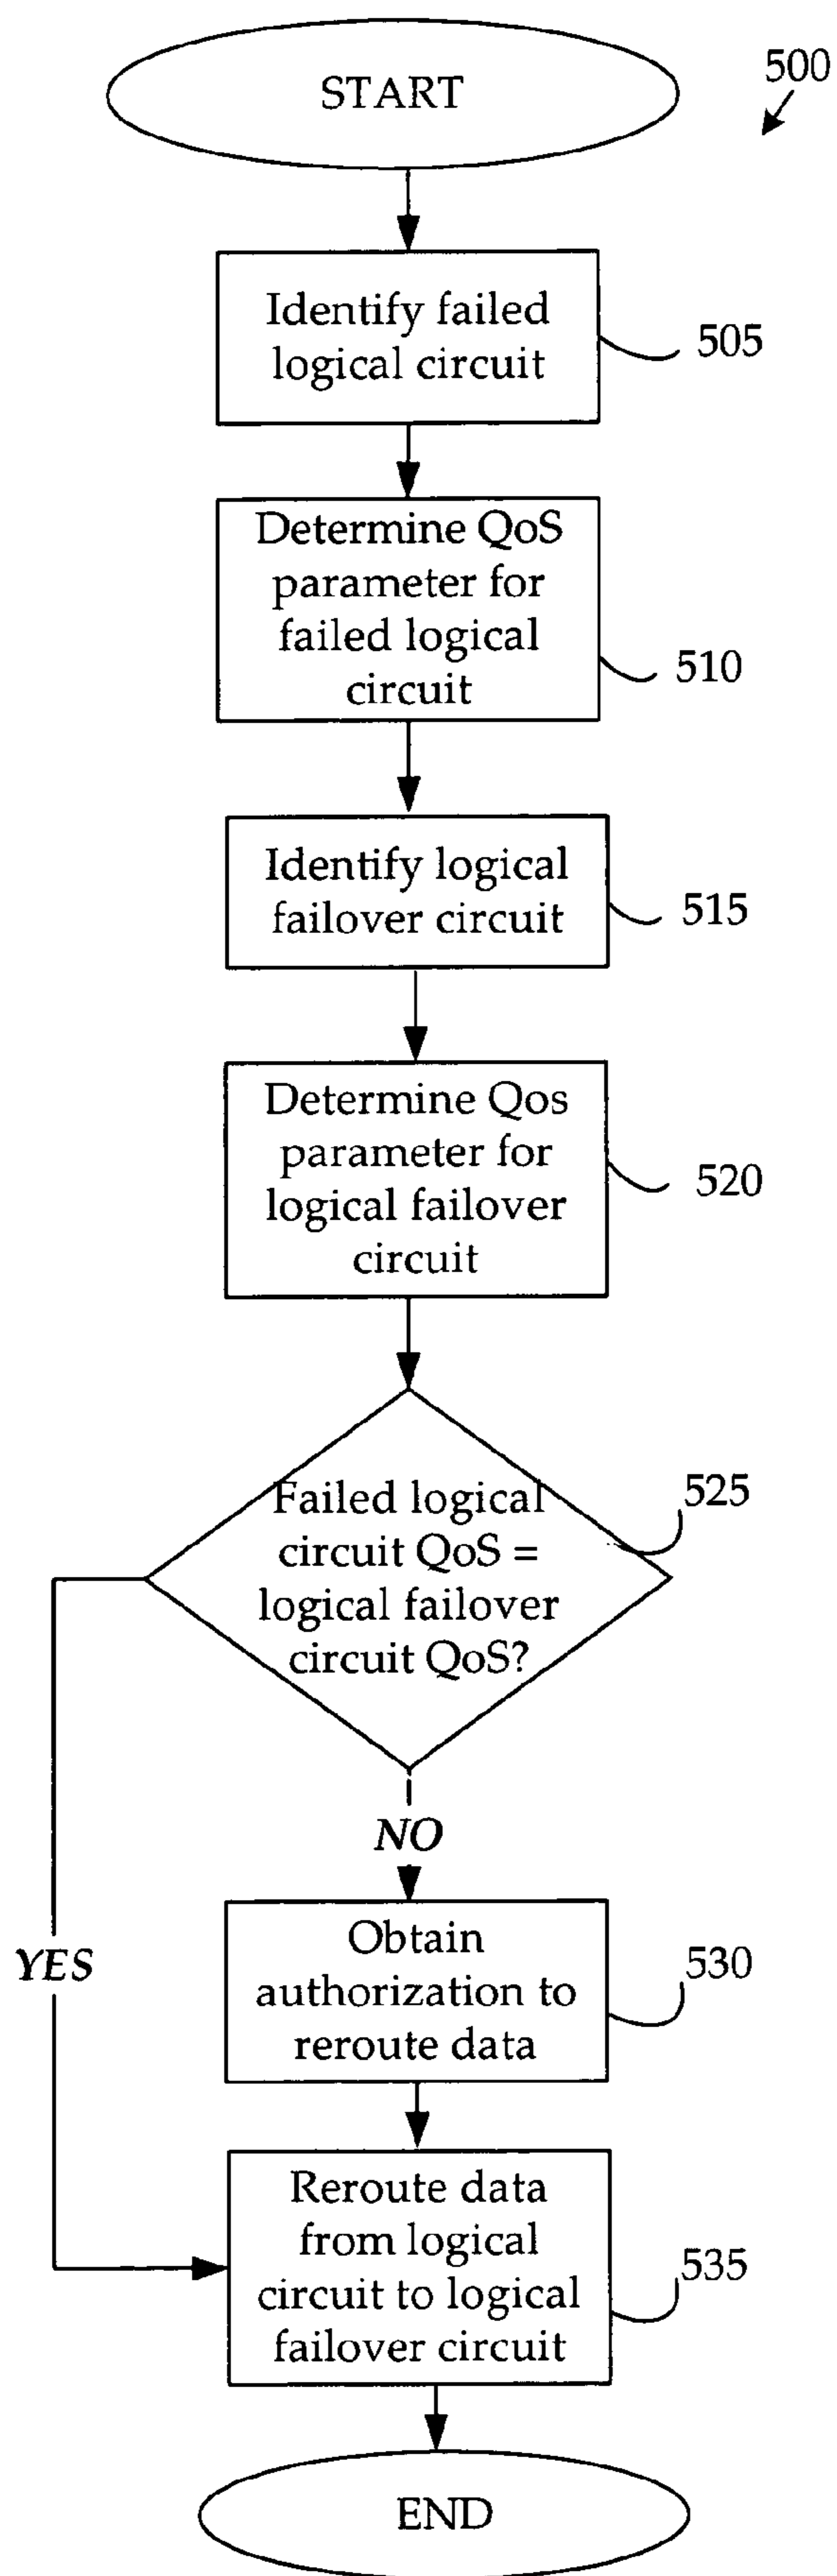 START
500
Identify failed
logical circuit
505
Determine QoS
parameter for
failed logical
circuit
510
Identify logical
failover circuit
515
Determine Qos
parameter for
logical failover
circuit
520
Failed logical
circuit QoS =
logical failover
circuit QoS?
525
NO
YES
Obtain
authorization to
reroute data
530
Reroute data
from logical
circuit to logical
failover circuit
535
END